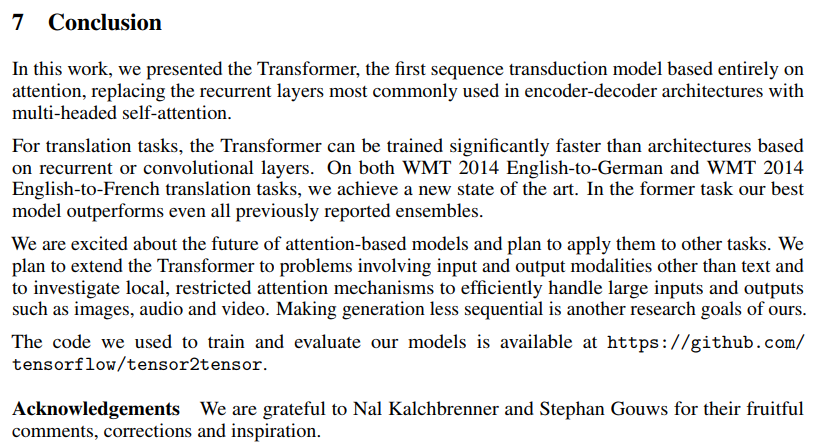 7 Conclusion
In this work, we presented the Transformer, the first sequence transduction model based entirely on
attention, replacing the recurrent layers most commonly used in encoder-decoder architectures with
multi-headed self-attention.
For translation tasks, the Transformer can be trained significantly faster than architectures based
on recurrent or convolutional layers. On both WMT 2014 English-to-German and WMT 2014
English-to-French translation tasks, we achieve a new state of the art. In the former task our best
model outperforms even all previously reported ensembles.
We are excited about the future of attention-based models and plan to apply them to other tasks. We
plan to extend the Transformer to problems involving input and output modalities other than text and
to investigate local, restricted attention mechanisms to efficiently handle large inputs and outputs
such as images, audio and video. Making generation less sequential is another research goals of ours.
The code we used to train and evaluate our models is available at https://github.com/
tensorflow/tensor2tensor.
Acknowledgements We are grateful to Nal Kalchbrenner and Stephan Gouws for their fruitful
comments, corrections and inspiration.